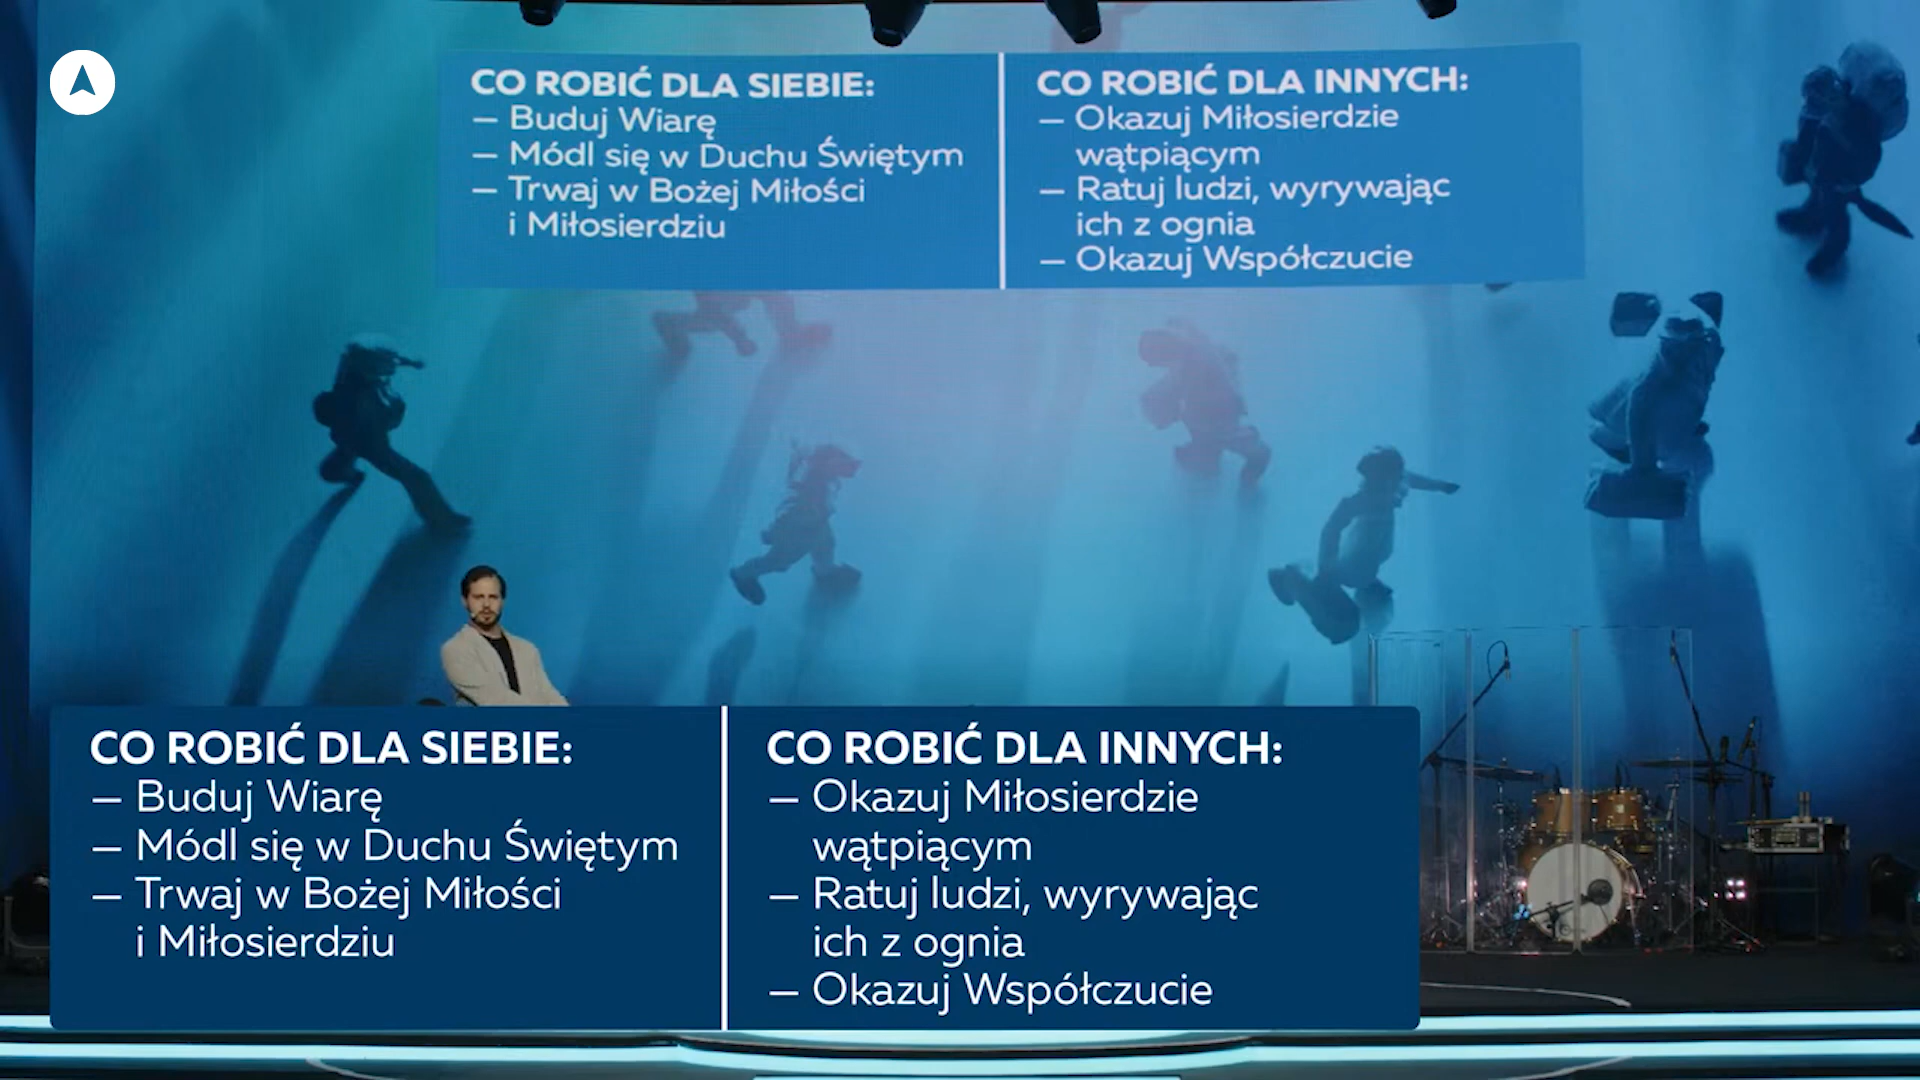 CO ROBIĆ DLA SIEBIE:
– Buduj Wiarę
– Módl się w Duchu Świętym
– Trwaj w Bożej Miłości
i Miłosierdziu
CO ROBIĆ DLA INNYCH:
– Okazuj Miłosierdzie
wątpiącym
– Ratuj ludzi, wyrywając
ich z ognia
– Okazuj Współczucie
CO ROBIĆ DLA SIEBIE:
– Buduj Wiarę
– Módl się w Duchu Świętym
– Trwaj w Bożej Miłości
i Miłosierdziu
CO ROBIĆ DLA INNYCH:
– Okazuj Miłosierdzie
wątpiącym
– Ratuj ludzi, wyrywając
ich z ognia
– Okazuj Współczucie